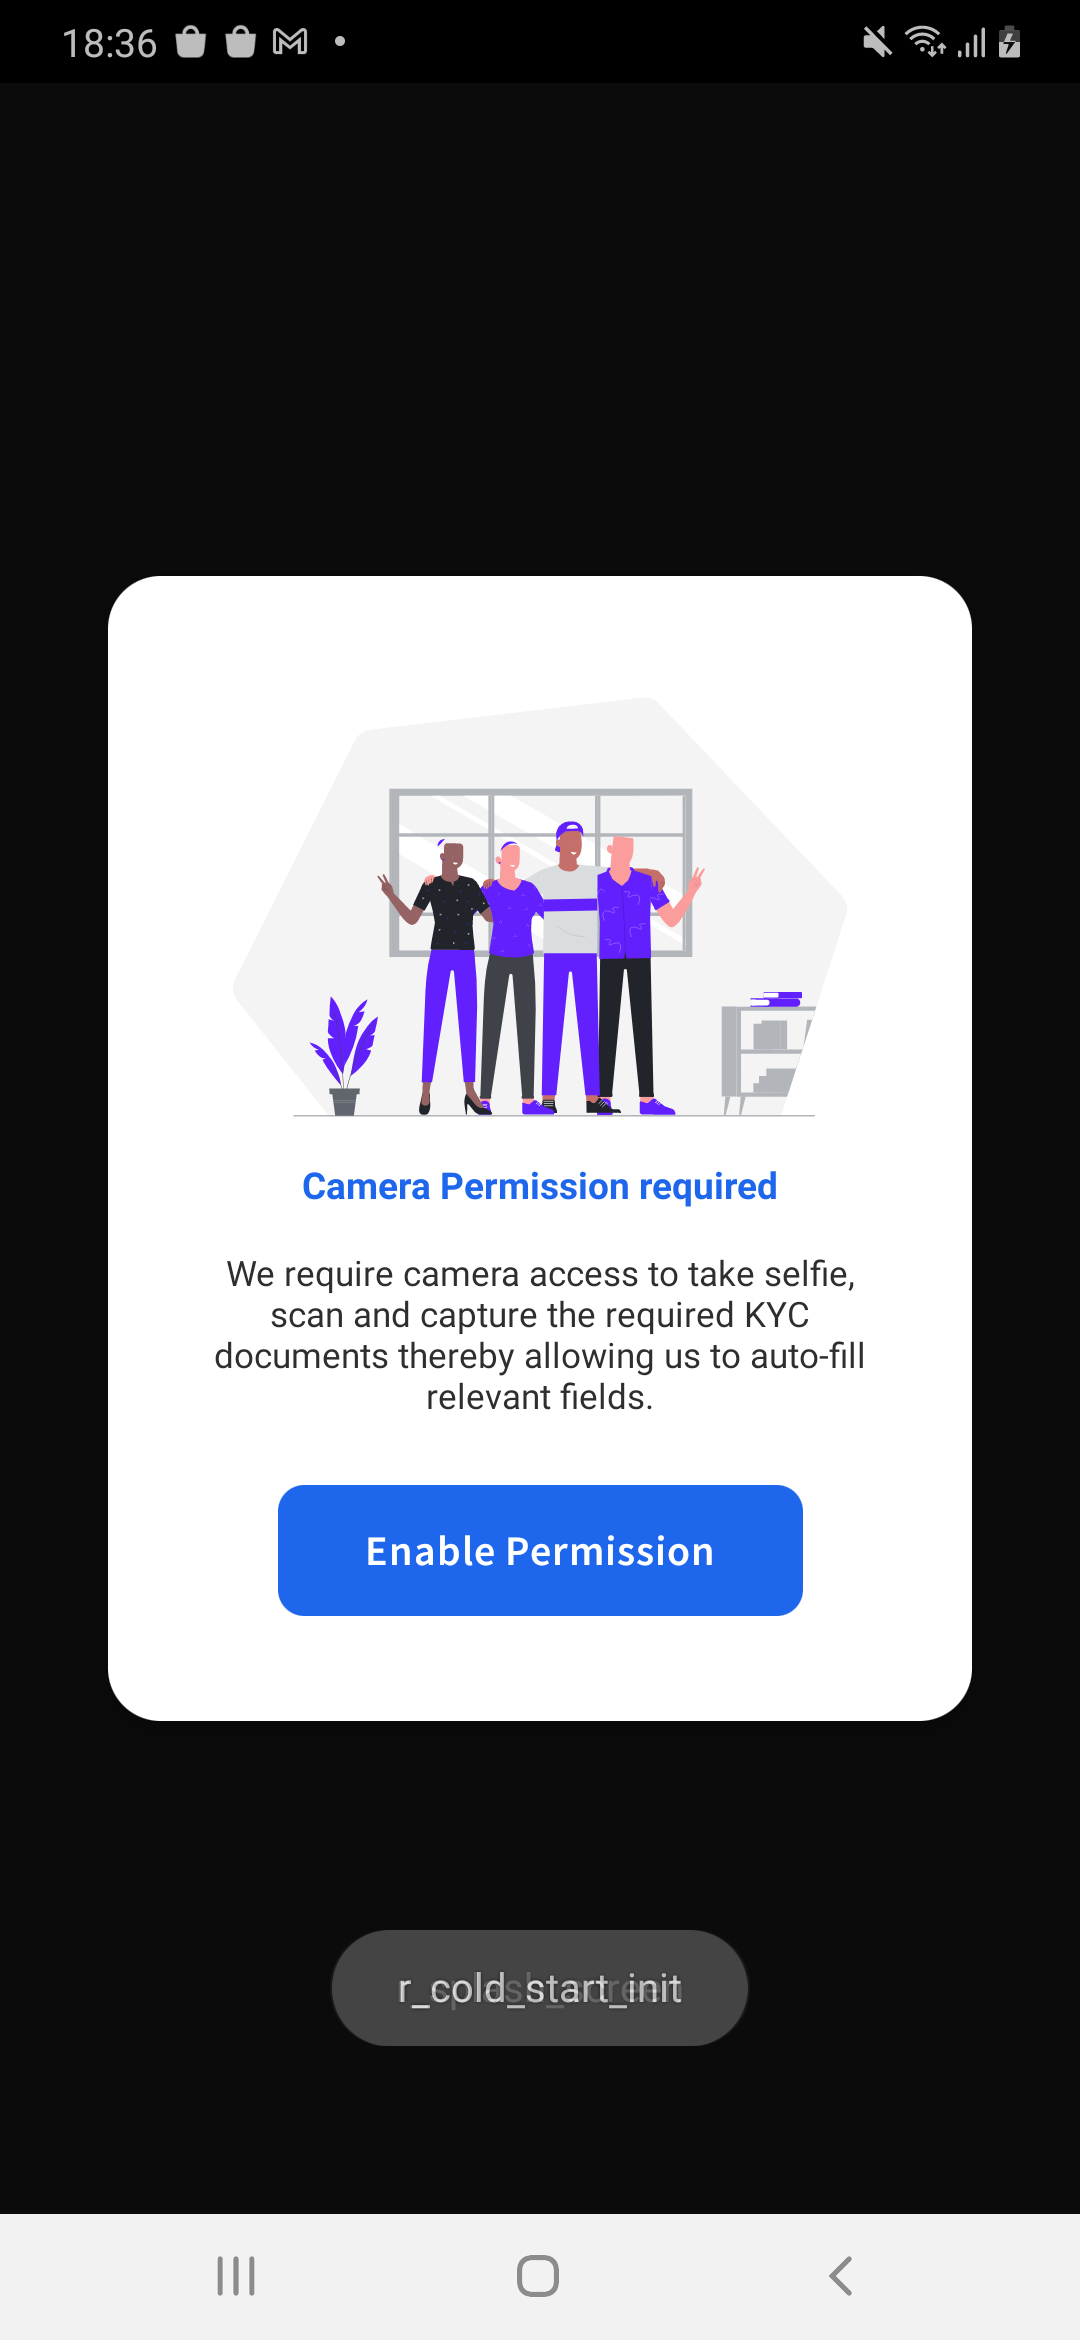 18:36
Camera Permission required
We require camera access to take selfie,
scan and capture the required KYC
documents thereby allowing us to auto-fill
relevant fields.
Enable Permission
r_cold_start_init